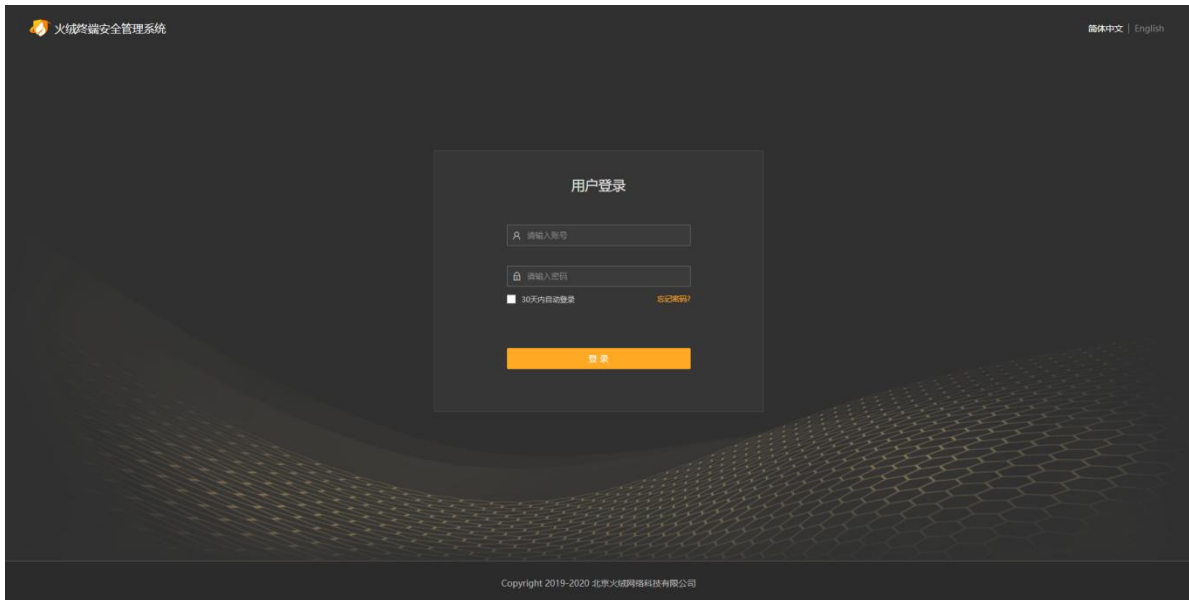 火绒终端安全管理系统
简体中文 | English
用户登录
请输入账号
请输入密码
30天内自动登录 忘记密码?
登 录
Copyright 2019-2020 北京火绒网络科技有限公司